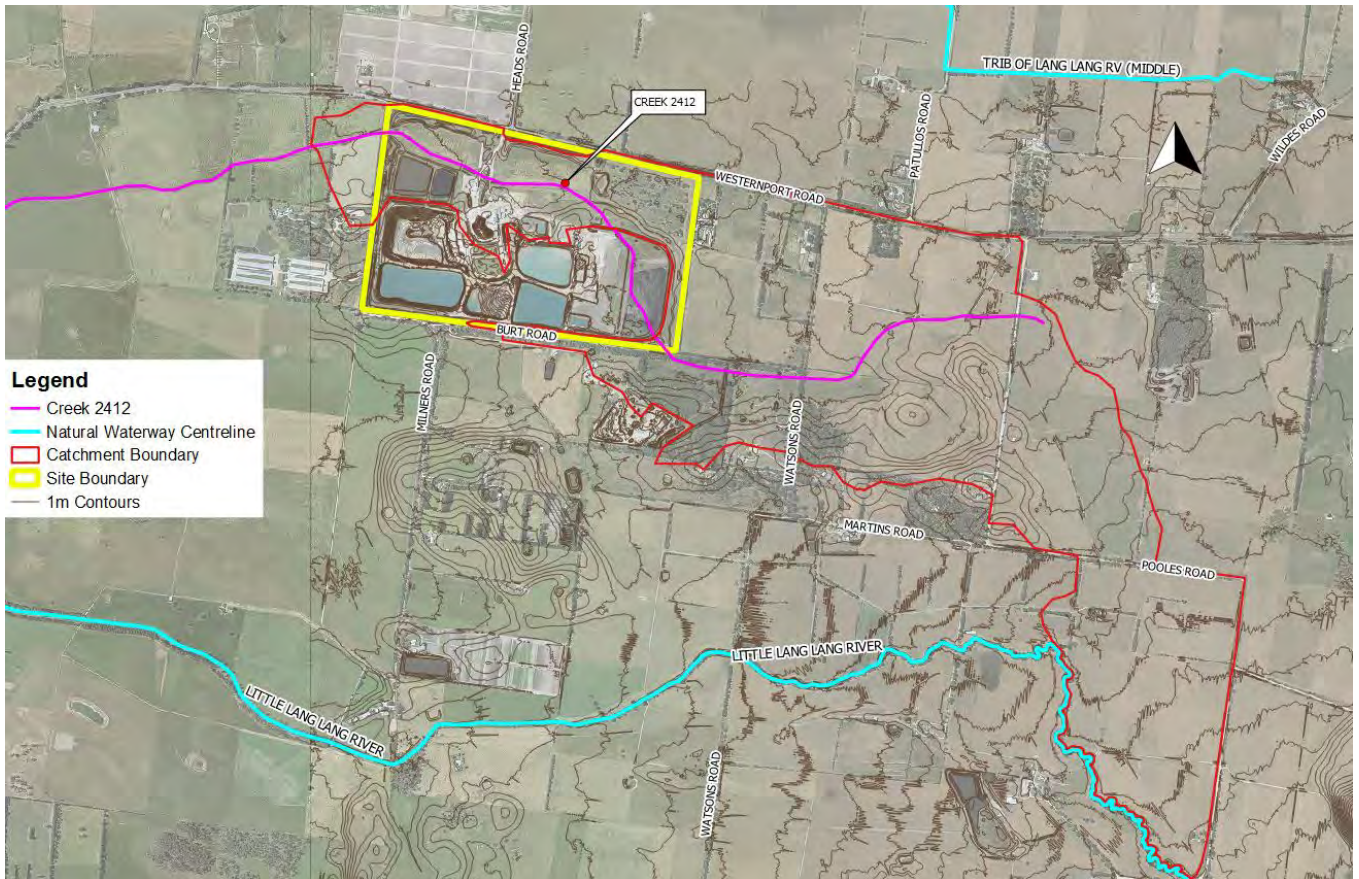 TRIB OF LANG LANG RV (MIDDLE)
HEADS ROAD
CREEK 2412
PATULLOS ROAD
WILDES ROAD
WESTERNPORT ROAD
BURT ROAD
MILNERS ROAD
WATSONS ROAD
Legend
Creek 2412
Natural Waterway Centreline
Catchment Boundary
Site Boundary
1m Contours
MARTINS ROAD
POOLES ROAD
LITTLE LANG LANG RIVER
LITTLE LANG LANG RIVER
WATSONS ROAD